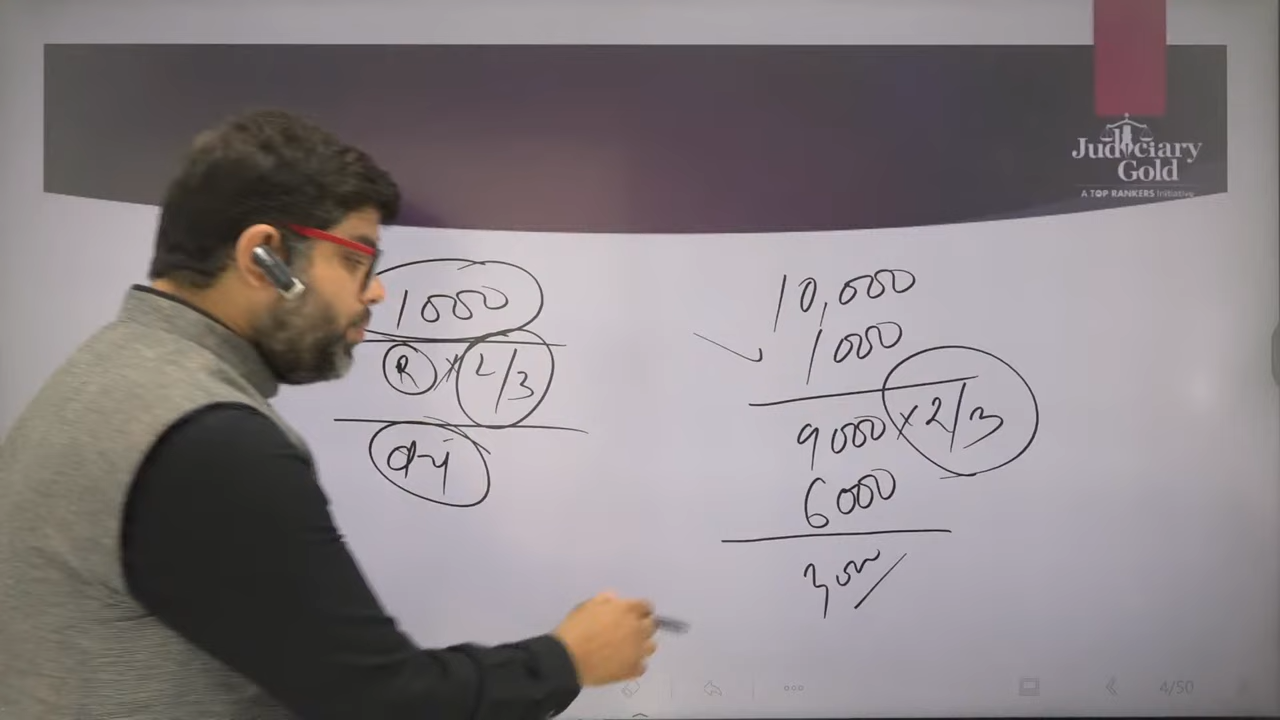 Judiciary
Gold
A TOP RANKERS Initiative
1000
R × 2/3
10,000
1000
9000 × 2/3
6000
3000
4/50